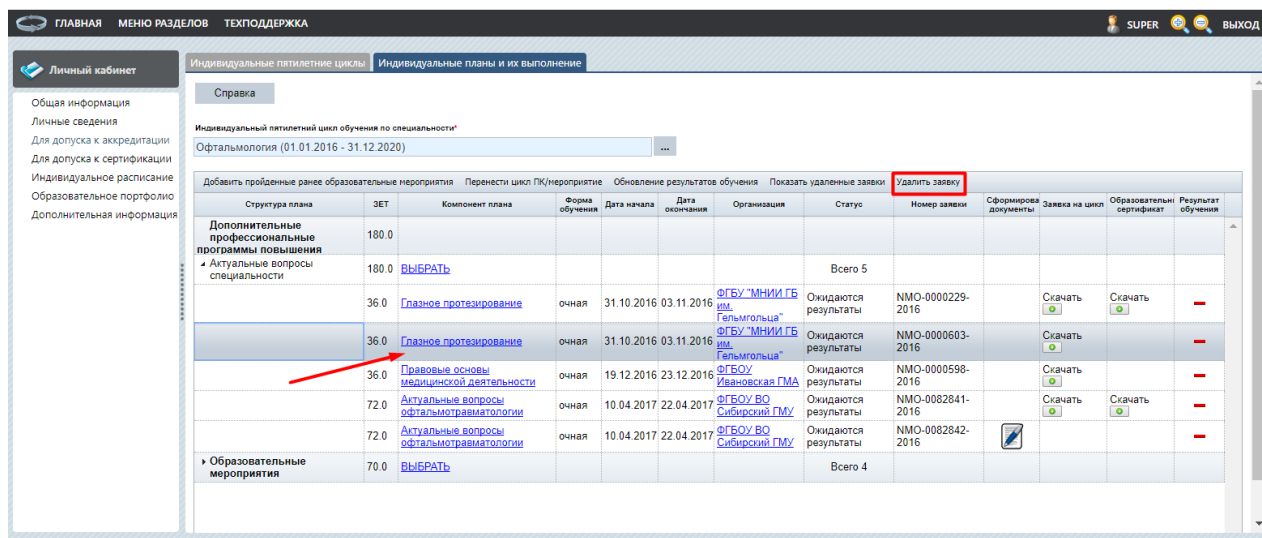 ГЛАВНАЯ МЕНЮ РАЗДЕЛОВ ТЕХПОДДЕРЖКА SUPER ВЫХОД
Личный кабинет
Общая информация
Личные сведения
Для допуска к аккредитации
Для допуска к сертификации
Индивидуальное расписание
Образовательное портфолио
Дополнительная информация
Индивидуальные пятилетние циклы Индивидуальные планы и их выполнение
Справка
Индивидуальный пятилетний цикл обучения по специальности*
Офтальмология (01.01.2016 - 31.12.2020) ...
Добавить пройденные ранее образовательные мероприятия Перенести цикл ПК/мероприятие Обновление результатов обучения Показать удаленные заявки Удалить заявку
Структура плана ЗЕТ Компонент плана Форма обучения Дата начала Дата окончания Организация Статус Номер заявки Сформирова документы Заявка на цикл Образовательн сертификат Результат обучения
Дополнительные
профессиональные 180.0
программы повышения
Актуальные вопросы
специальности 180.0 ВЫБРАТЬ Всего 5
36.0 Глазное протезирование очная 31.10.2016 03.11.2016 ФГБУ "МНИИ ГБ им. Гельмгольца" Ожидаются результаты NMO-0000229-2016 Скачать Скачать
36.0 Глазное протезирование очная 31.10.2016 03.11.2016 ФГБУ "МНИИ ГБ им. Гельмгольца" Ожидаются результаты NMO-0000603-2016 Скачать
36.0 Правовые основы медицинской деятельности очная 19.12.2016 23.12.2016 ФГБОУ Ивановская ГМА Ожидаются результаты NMO-0000598-2016 Скачать
72.0 Актуальные вопросы офтальмотравматологии очная 10.04.2017 22.04.2017 ФГБОУ ВО Сибирский ГМУ Ожидаются результаты NMO-0082841-2016 Скачать Скачать
72.0 Актуальные вопросы офтальмотравматологии очная 10.04.2017 22.04.2017 ФГБОУ ВО Сибирский ГМУ Ожидаются результаты NMO-0082842-2016
Образовательные
мероприятия 70.0 ВЫБРАТЬ Всего 4